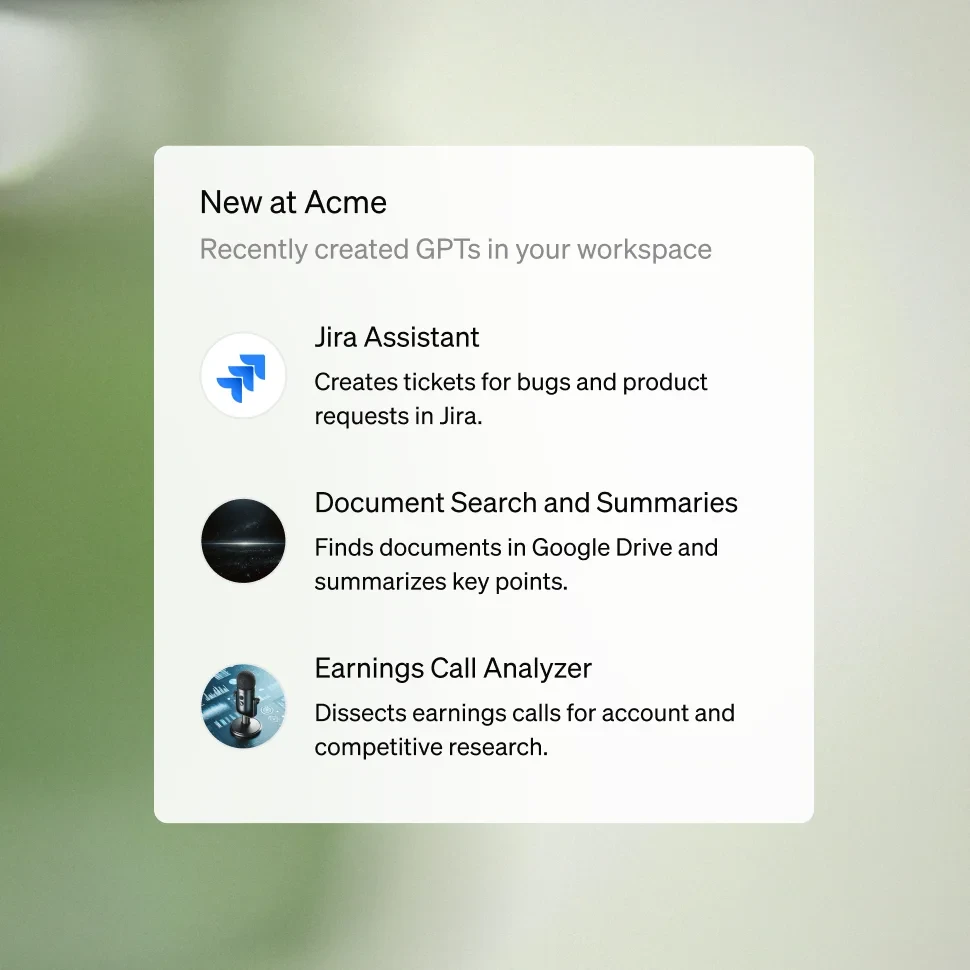 New at Acme
Recently created GPTs in your workspace
Jira Assistant
Creates tickets for bugs and product
requests in Jira.
Document Search and Summaries
Finds documents in Google Drive and
summarizes key points.
Earnings Call Analyzer
Dissects earnings calls for account and
competitive research.